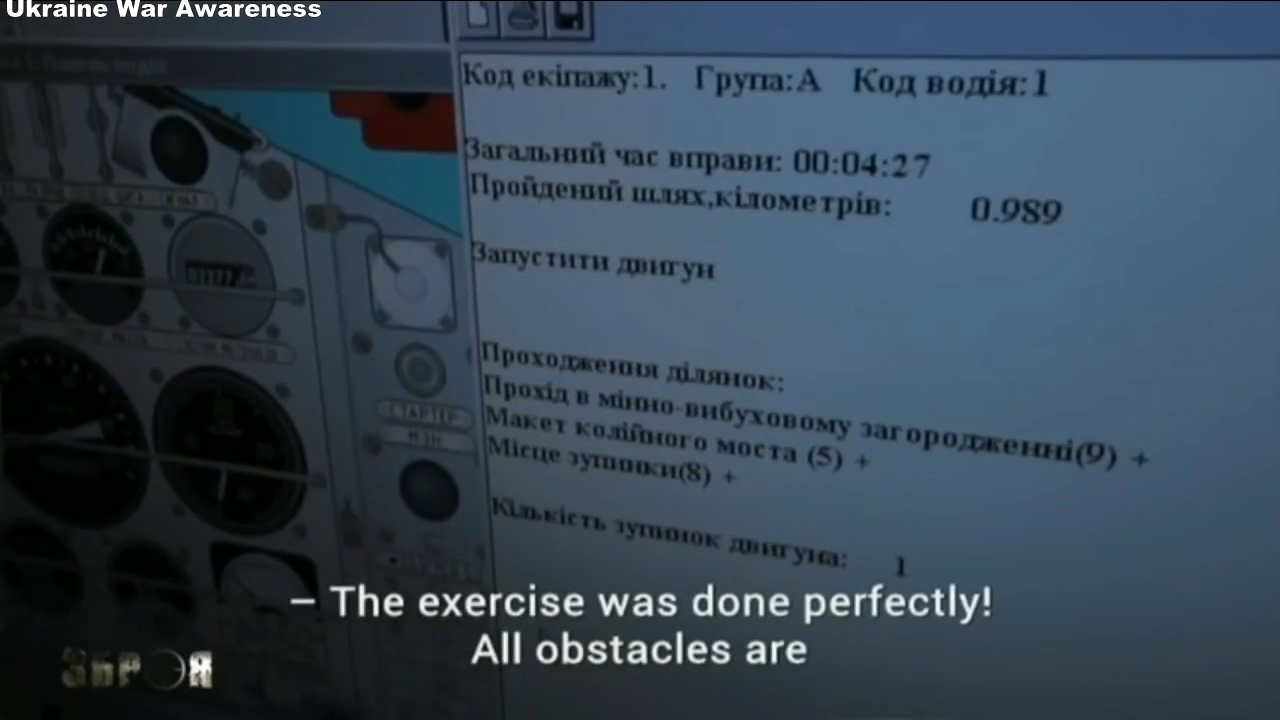 Ukraine War Awareness
Код екіпажу:1. Група:А Код водія:1
Загальний час вправи: 00:04:27
Пройдений шлях,кілометрів: 0.989
Запустити двигун
Проходження ділянок:
Прохід в мінно-вибуховому загородженні(9) +
Макет колійного моста (5) +
Місце зупинки(8) +
Кількість зупинок двигуна: 1
СТАРТЕР
МЗН
– The exercise was done perfectly!
All obstacles are
ЗБРОЯ